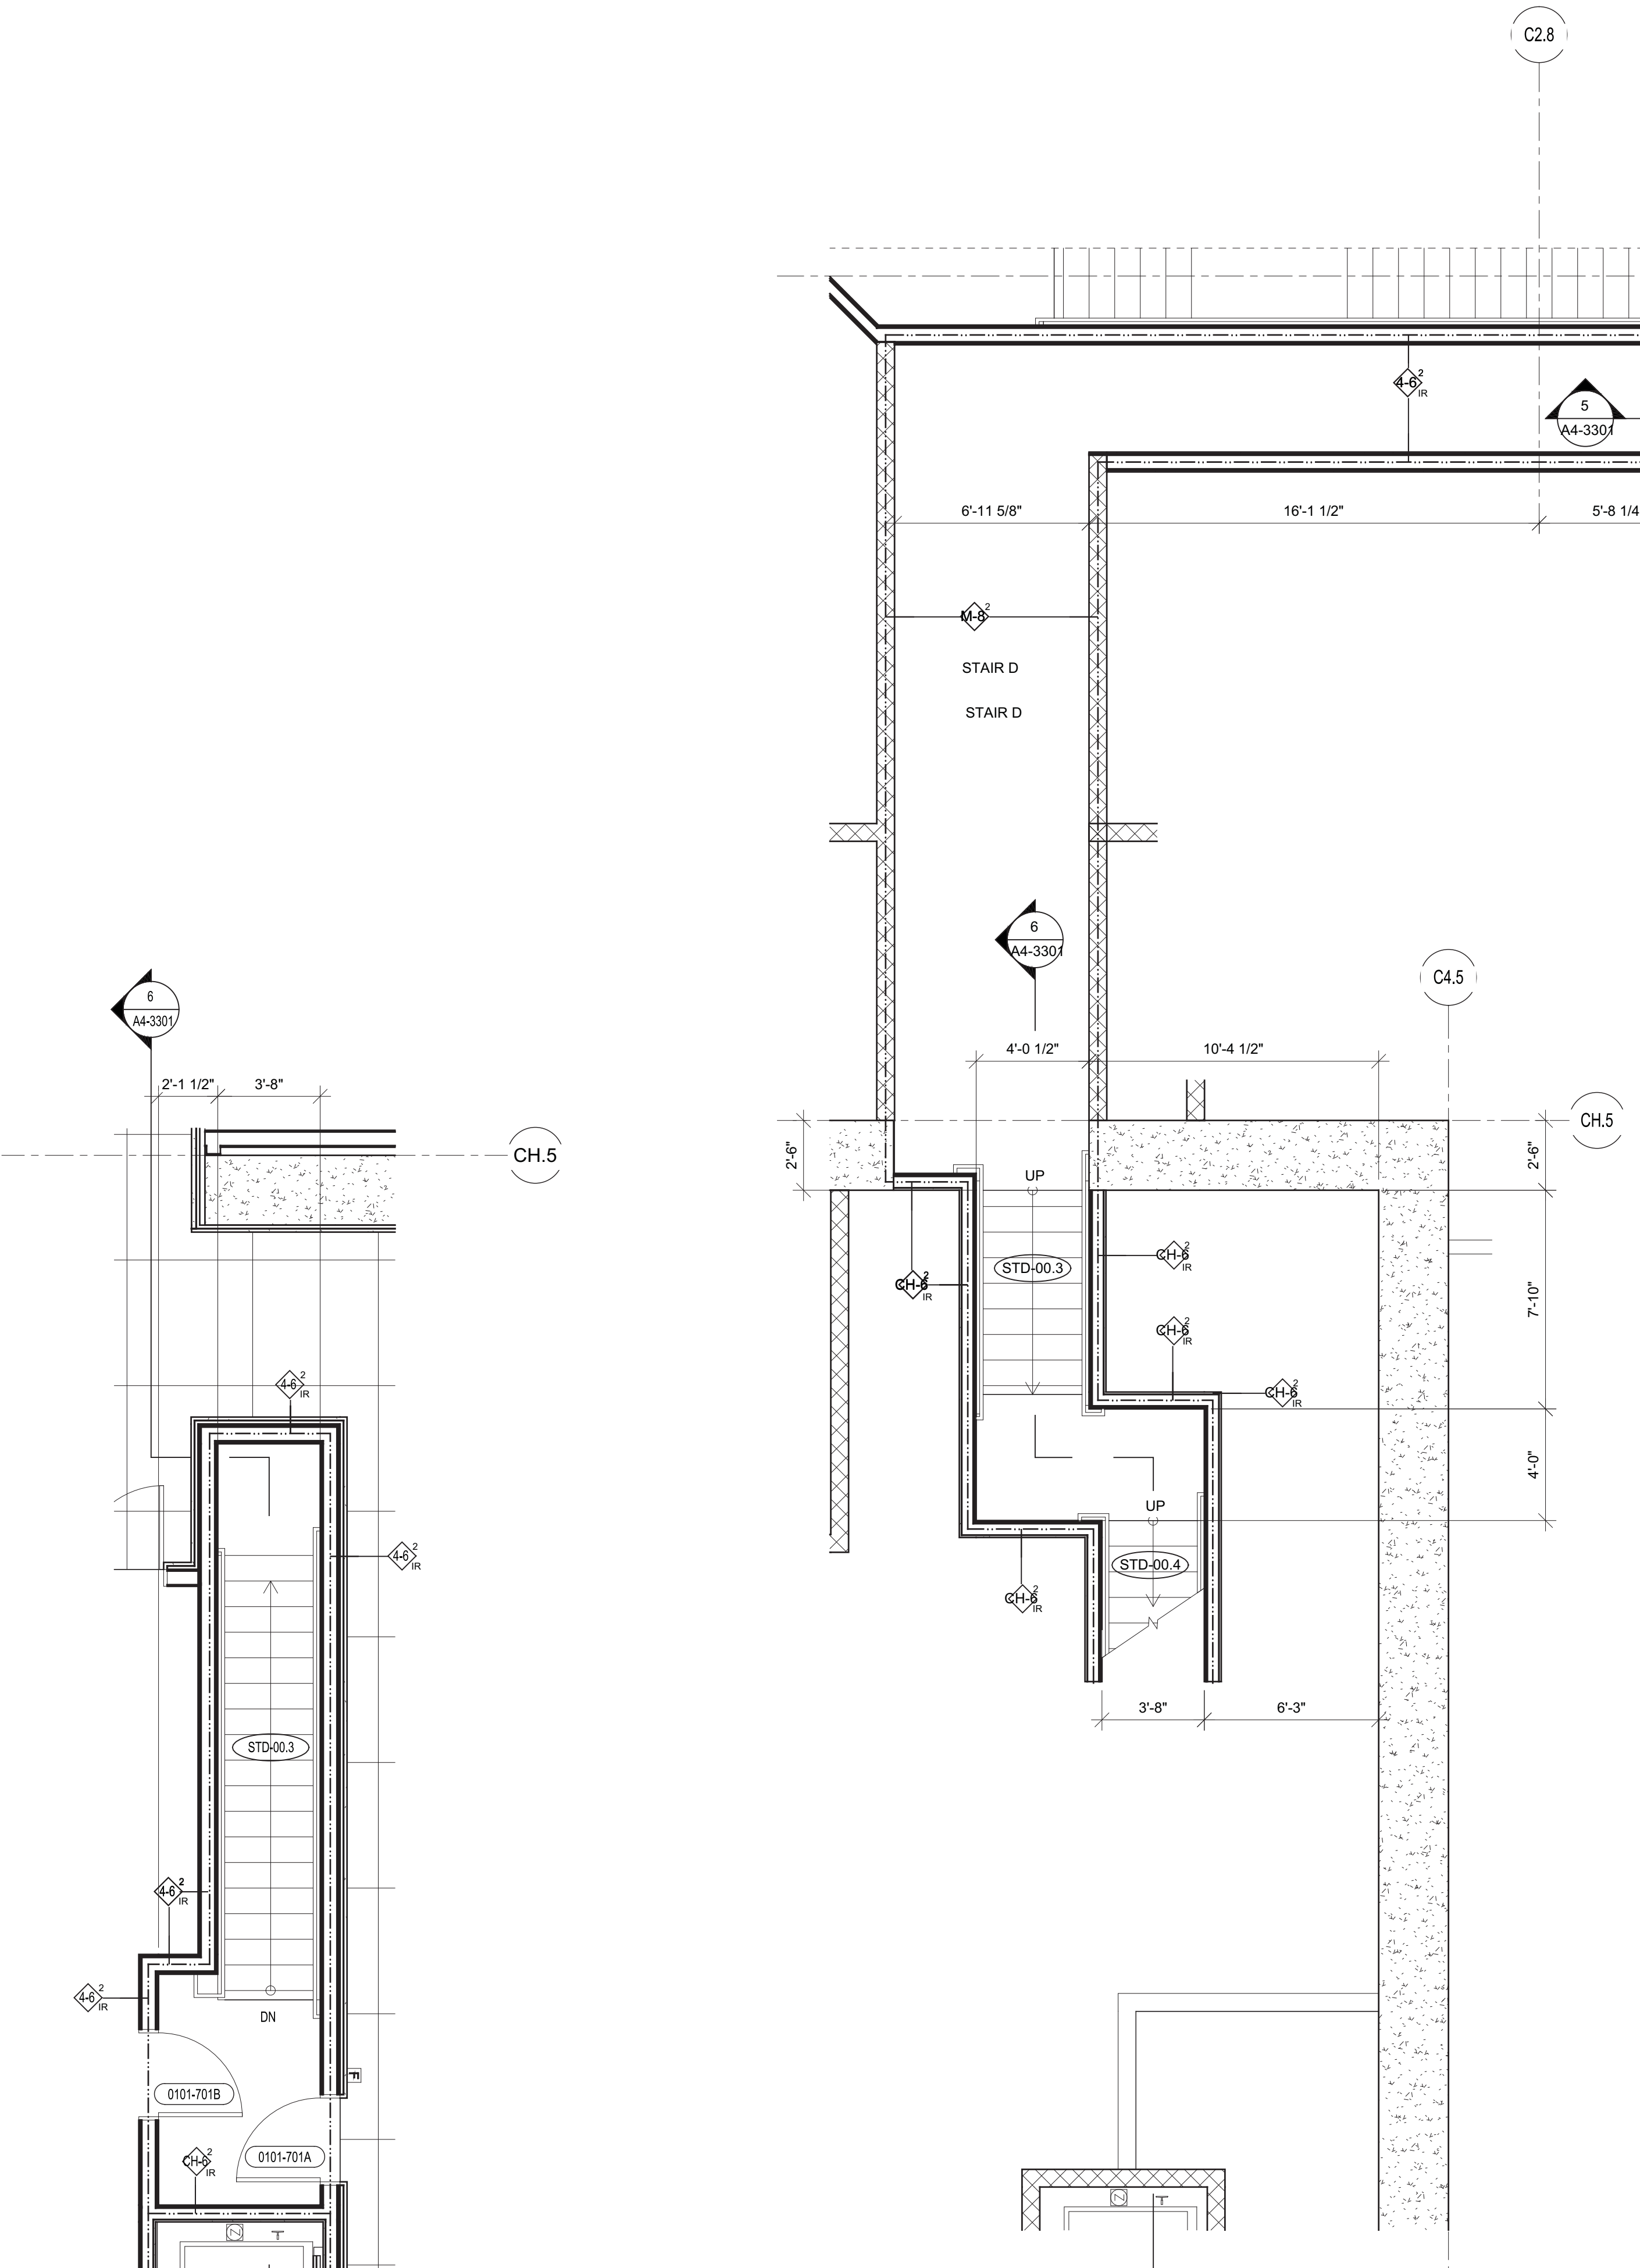 C2.8
4-6
2
IR
5
A4-3301
6'-11 5/8"
16'-1 1/2"
5'-8 1/4
M-8
2
STAIR D
STAIR D
6
A4-3301
C4.5
6
A4-3301
4'-0 1/2"
10'-4 1/2"
2'-1 1/2"
3'-8"
CH.5
CH.5
2'-6"
2'-6"
UP
CH-6
2
IR
STD-00.3
CH-6
2
IR
7'-10"
CH-6
2
IR
4-6
2
IR
CH-6
2
IR
4'-0"
UP
4-6
2
IR
STD-00.4
CH-6
2
IR
3'-8"
6'-3"
STD-00.3
4-6
2
IR
4-6
2
IR
DN
F
0101-701B
0101-701A
CH-6
2
IR
Z
T
Z
T